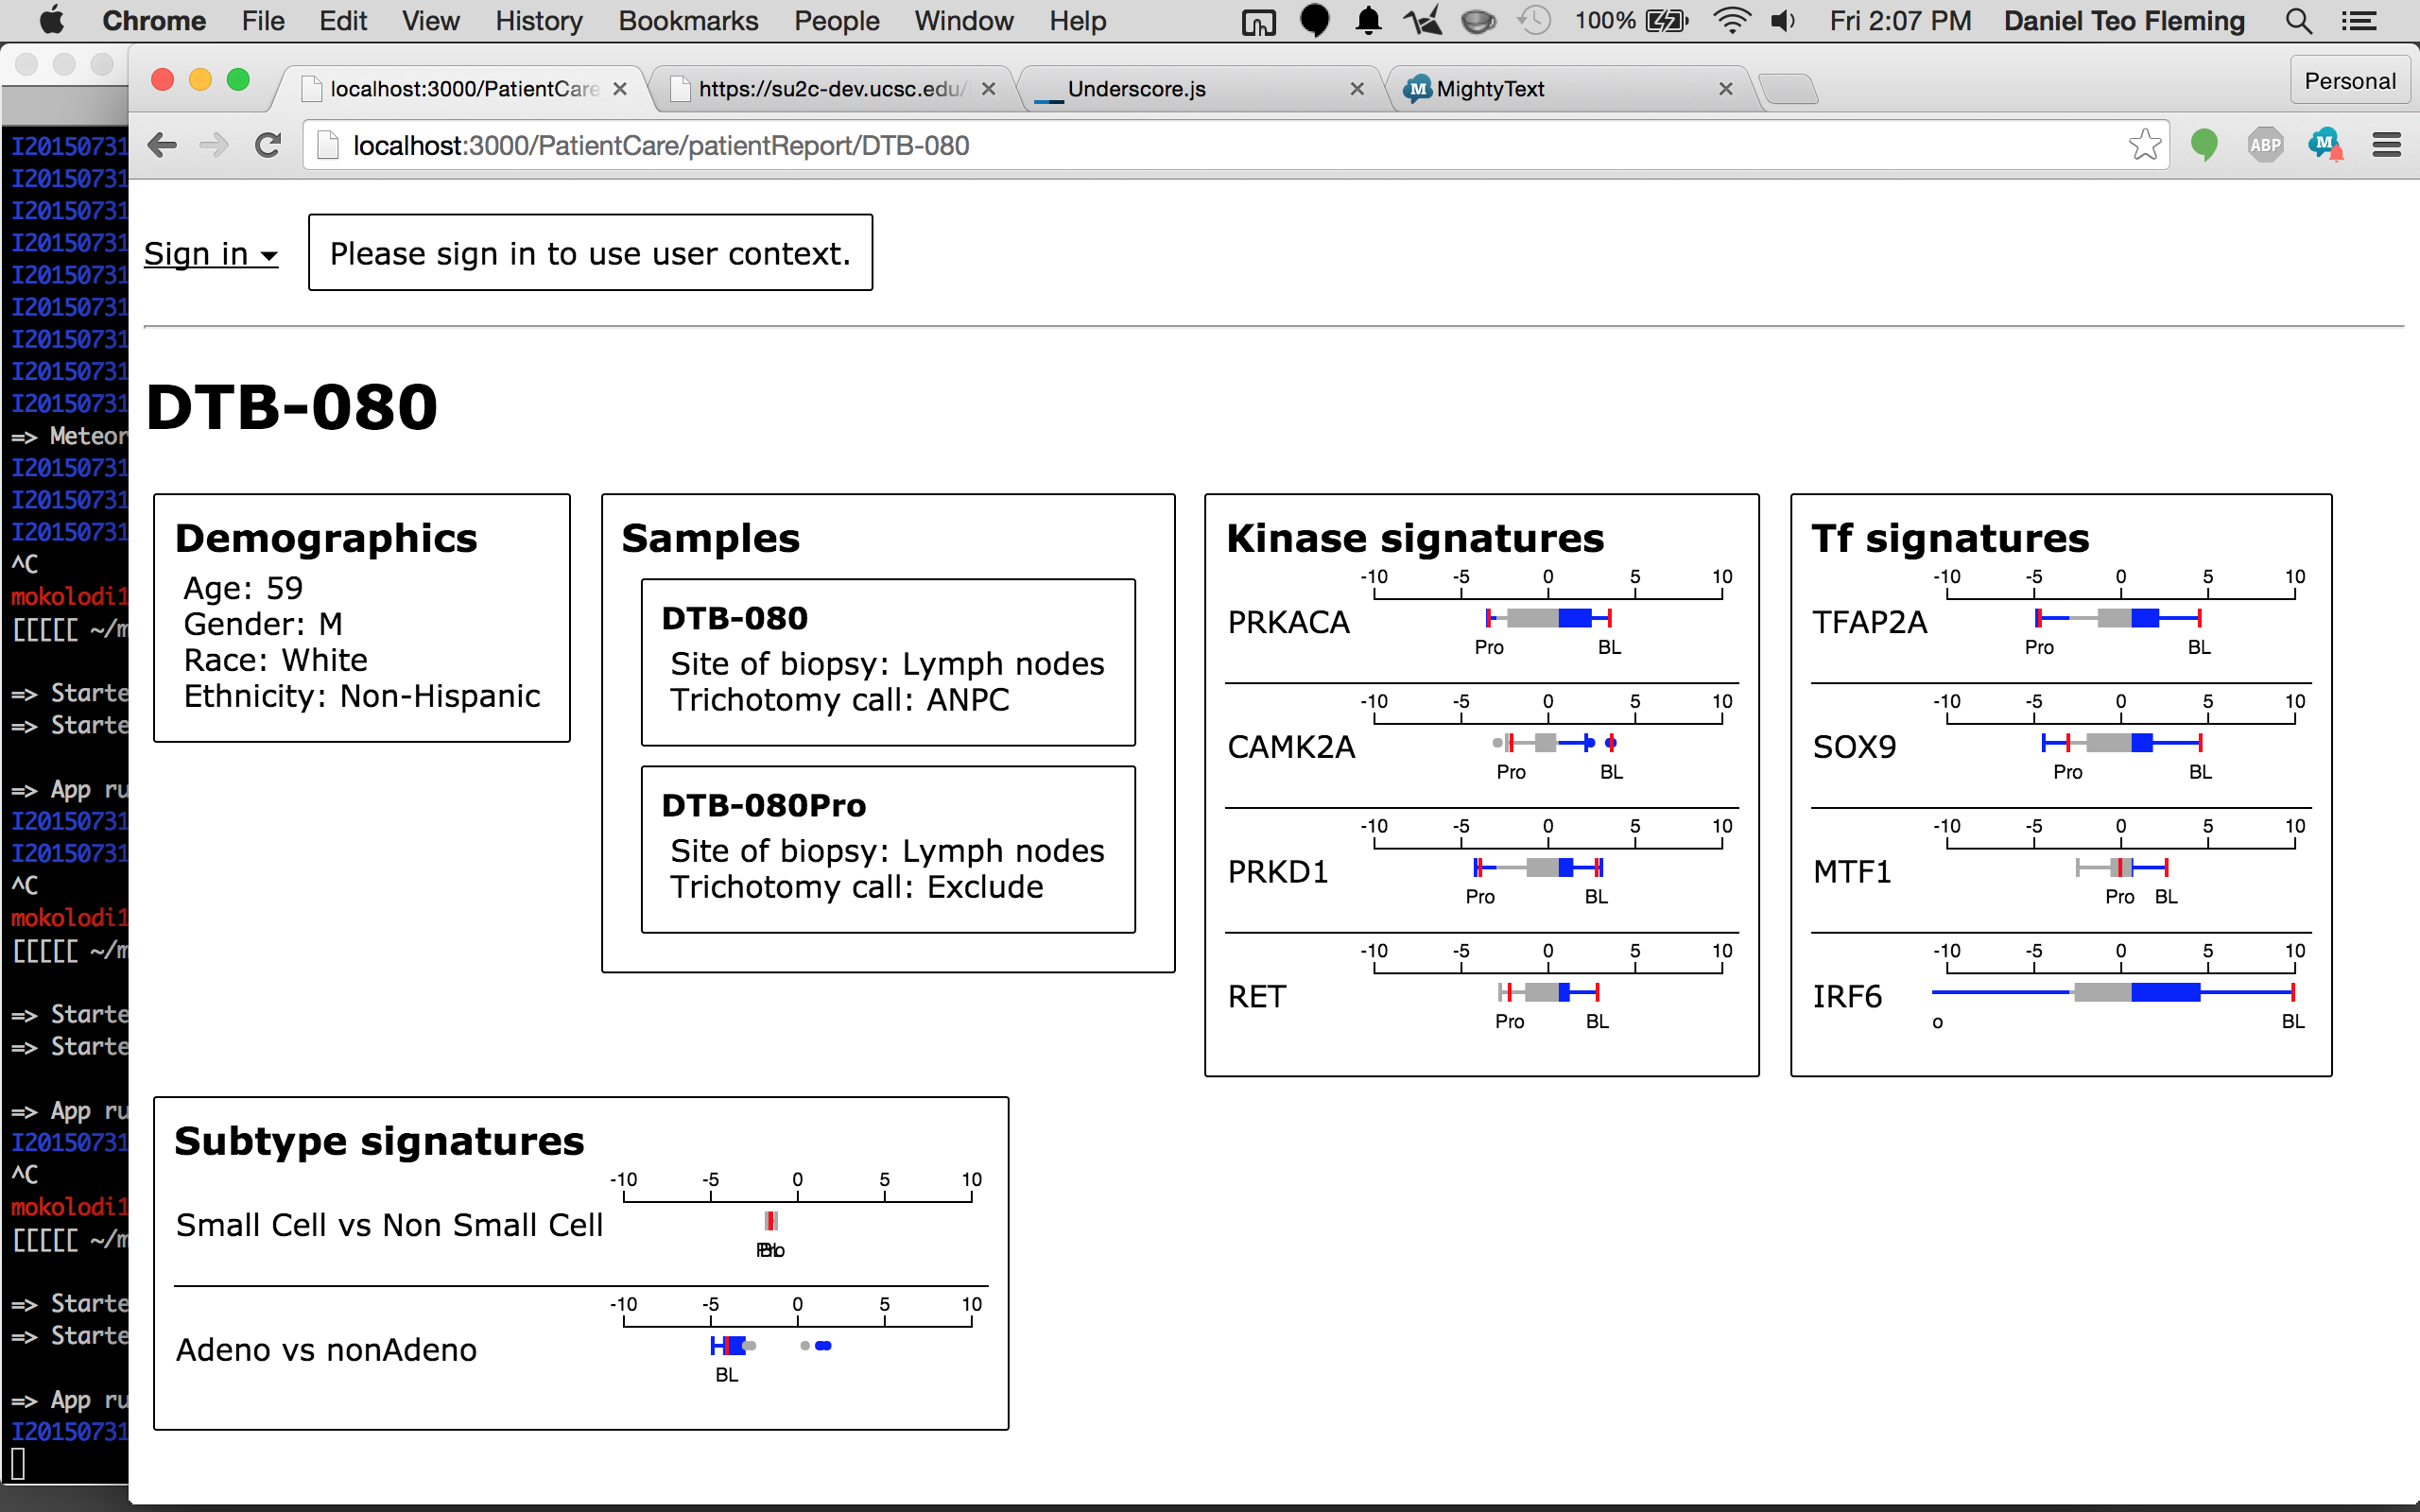 Chrome File Edit View History Bookmarks People Window Help 100% Fri 2:07 PM Daniel Teo Fleming
localhost:3000/PatientCare https://su2c-dev.ucsc.edu/ Underscore.js MightyText Personal
localhost:3000/PatientCare/patientReport/DTB-080
ABP
M
Sign in
Please sign in to use user context.
DTB-080
Demographics
Age: 59
Gender: M
Race: White
Ethnicity: Non-Hispanic
Samples
DTB-080
Site of biopsy: Lymph nodes
Trichotomy call: ANPC
DTB-080Pro
Site of biopsy: Lymph nodes
Trichotomy call: Exclude
Kinase signatures
-10 -5 0 5 10
PRKACA
Pro BL
-10 -5 0 5 10
CAMK2A
Pro BL
-10 -5 0 5 10
PRKD1
Pro BL
-10 -5 0 5 10
RET
Pro BL
Tf signatures
-10 -5 0 5 10
TFAP2A
Pro BL
-10 -5 0 5 10
SOX9
Pro BL
-10 -5 0 5 10
MTF1
Pro BL
-10 -5 0 5 10
IRF6
o BL
Subtype signatures
-10 -5 0 5 10
Small Cell vs Non Small Cell
Pro BL
-10 -5 0 5 10
Adeno vs nonAdeno
BL
I20150731
I20150731
I20150731
I20150731
I20150731
I20150731
I20150731
I20150731
I20150731
=> Meteor
I20150731
I20150731
I20150731
^C
mokolodi1
[[[[[ ~/m
=> Starte
=> Starte
=> App ru
I20150731
I20150731
^C
mokolodi1
[[[[[ ~/m
=> Starte
=> Starte
=> App ru
I20150731
^C
mokolodi1
[[[[[ ~/m
=> Starte
=> Starte
=> App ru
I20150731